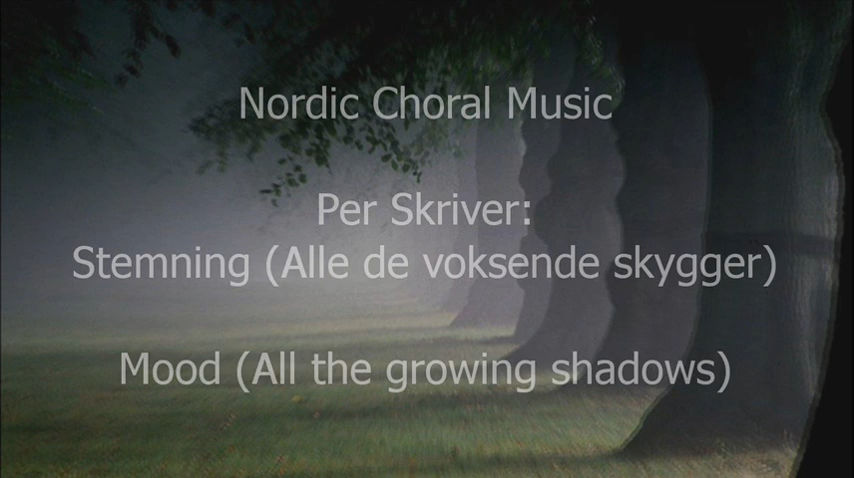 Nordic Choral Music
Per Skriver:
Stemning (Alle de voksende skygger)
Mood (All the growing shadows)